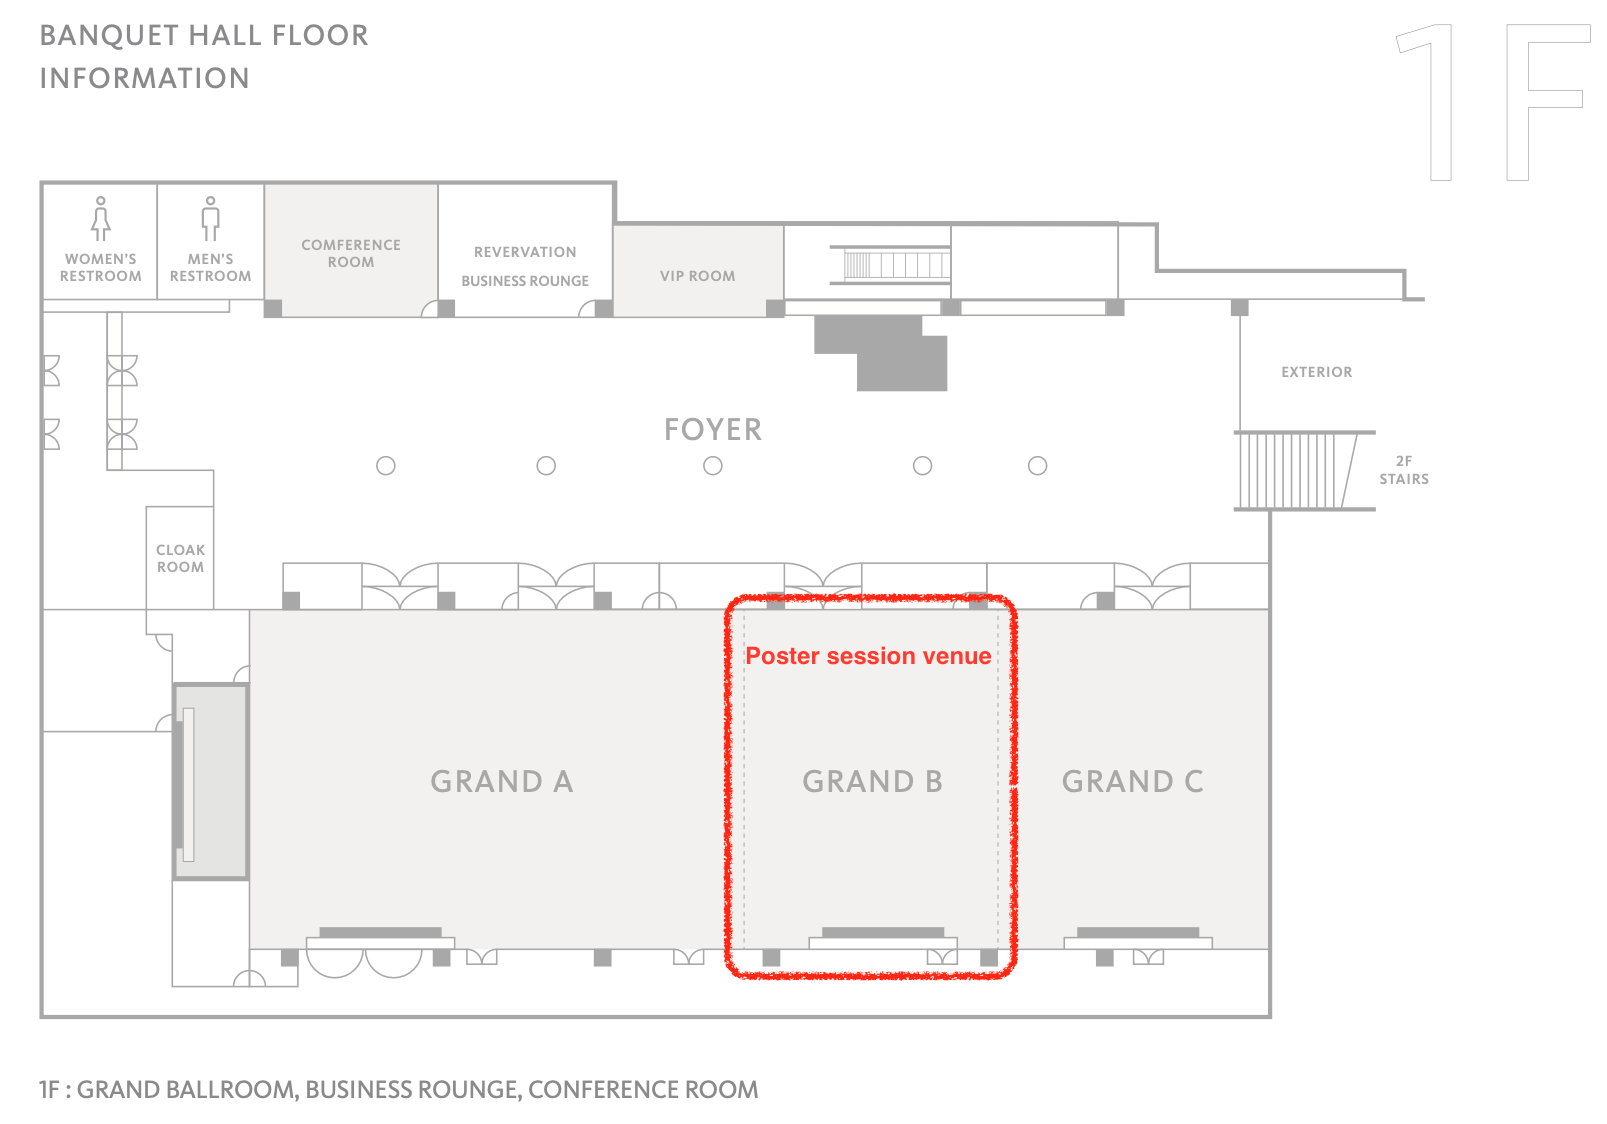 BANQUET HALL FLOOR
INFORMATION
1F
WOMEN'S
RESTROOM
MEN'S
RESTROOM
COMFERENCE
ROOM
REVERVATION
BUSINESS ROUNGE
VIP ROOM
EXTERIOR
FOYER
2F
STAIRS
CLOAK
ROOM
Poster session venue
GRAND A
GRAND B
GRAND C
1F : GRAND BALLROOM, BUSINESS ROUNGE, CONFERENCE ROOM